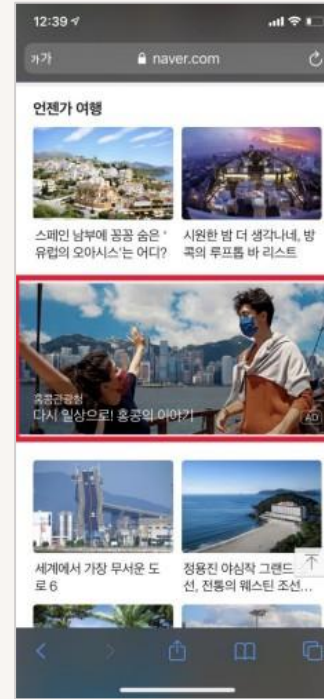 12:39
가가 naver.com
언젠가 여행
스페인 남부에 꽁꽁 숨은 '
유럽의 오아시스'는 어디?
시원한 밤 더 생각나네, 방
콕의 루프톱 바 리스트
홍콩관광청
다시 일상으로! 홍콩의 이야기
AD
세계에서 가장 무서운 도
로 6
정용진 야심작 그랜드
선, 전통의 웨스틴 조선...